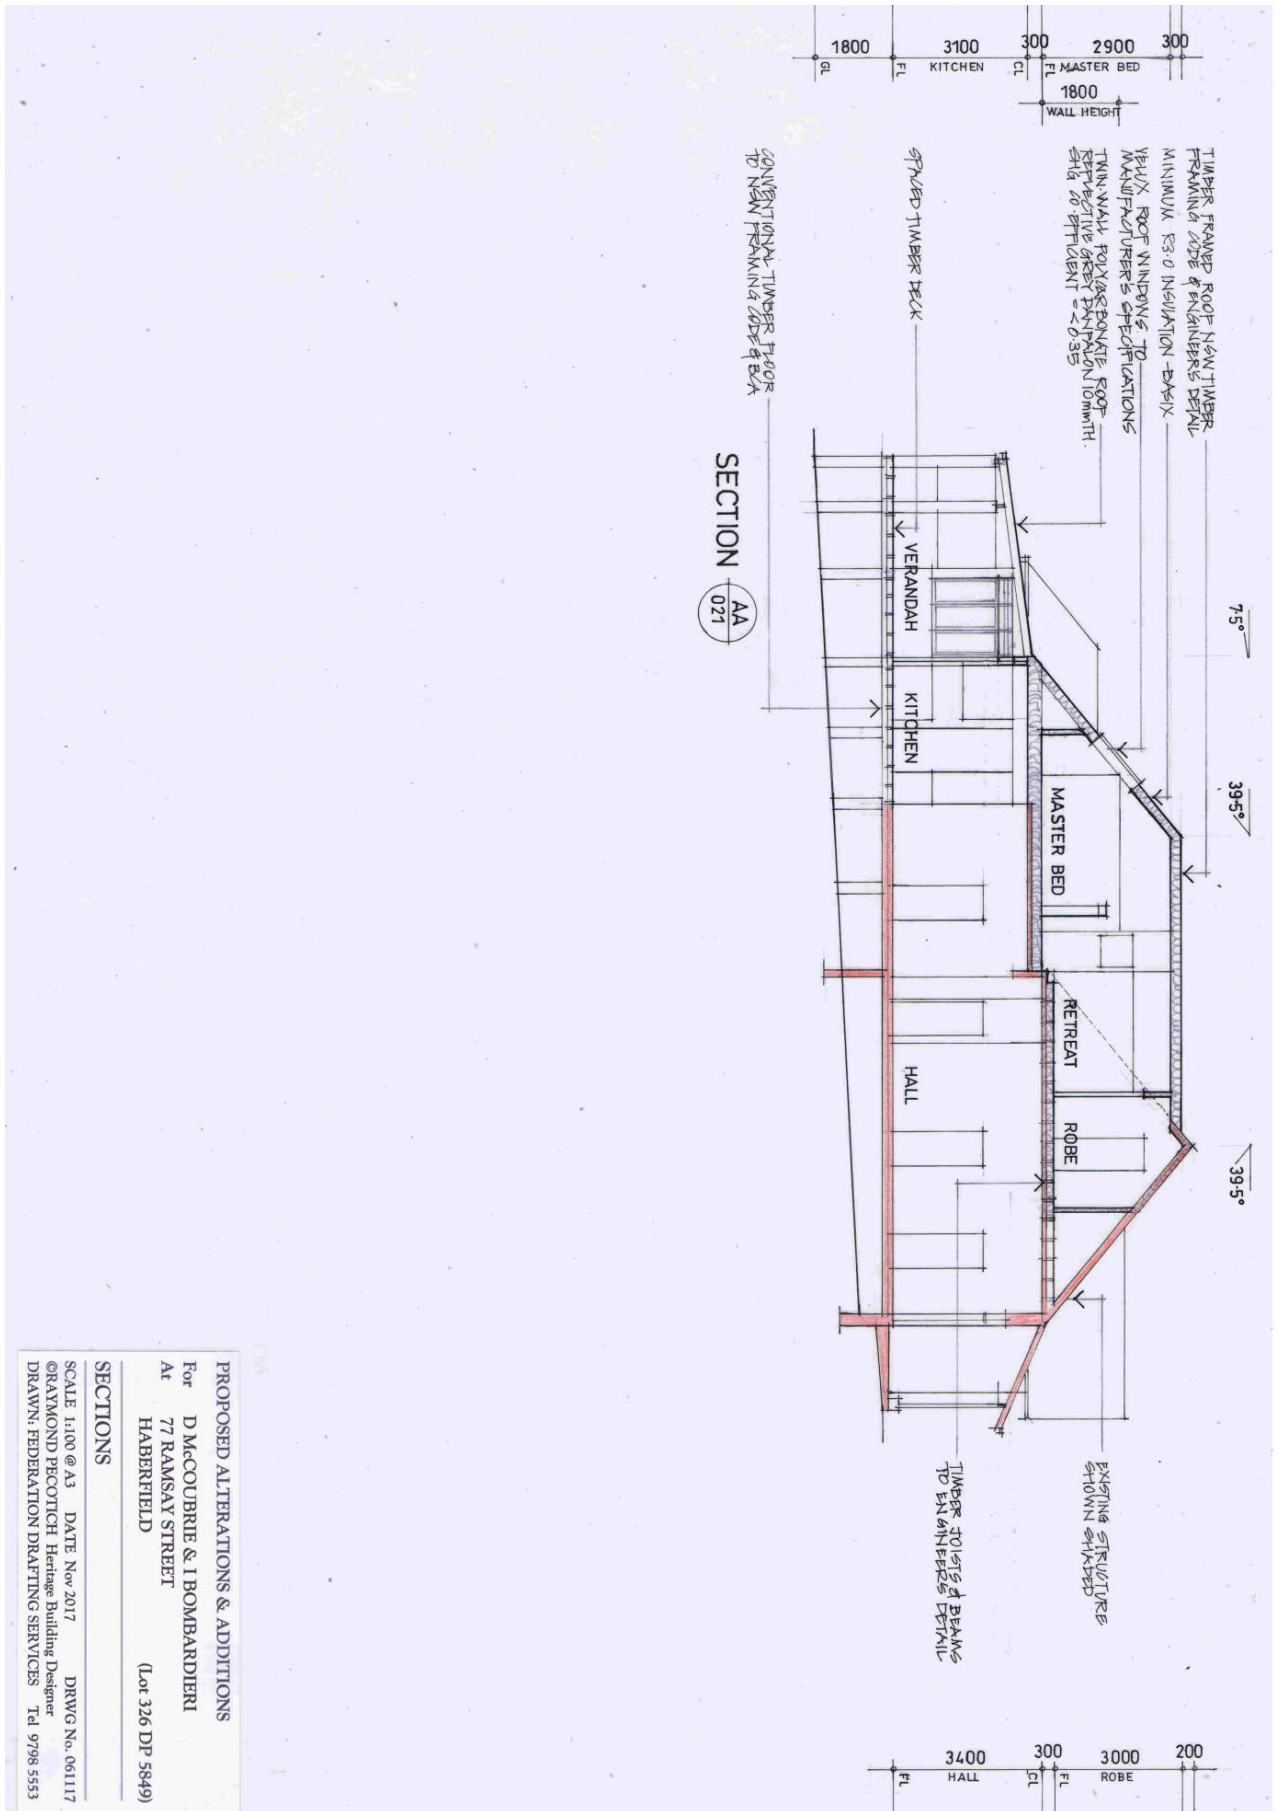 7·5°
39·5°
39·5°
300
2900
MASTER BED
FL
300
CL
3100
KITCHEN
FL
1800
GL
1800
WALL HEIGHT
TIMBER FRAMED ROOF NSW TIMBER
FRAMING CODE & ENGINEERS DETAIL
MINIMUM R3·0 INSULATION - BASIX
VELUX ROOF WINDOWS TO
MANUFACTURER'S SPECIFICATIONS
TWIN-WALL POLYCARBONATE ROOF
REFLECTIVE GREY DANPALON 10mmTH.
SHG CO-EFFICIENT = <0·35
SPACED TIMBER DECK
CONVENTIONAL TIMBER FLOOR
TO NSW FRAMING CODE & BCA
MASTER BED
RETREAT
ROBE
VERANDAH
KITCHEN
HALL
EXISTING STRUCTURE
SHOWN SHADED
TIMBER JOISTS & BEAMS
TO ENGINEERS DETAIL
200
3000
ROBE
FL
300
CL
3400
HALL
FL
SECTION
AA
021
PROPOSED ALTERATIONS & ADDITIONS
For D McCOUBRIE & I BOMBARDIERI
At 77 RAMSAY STREET
HABERFIELD (Lot 326 DP 5849)
SECTIONS
SCALE 1:100 @ A3 DATE Nov 2017 DRWG No. 061117
©RAYMOND PECOTICH Heritage Building Designer
DRAWN: FEDERATION DRAFTING SERVICES Tel 9798 5553